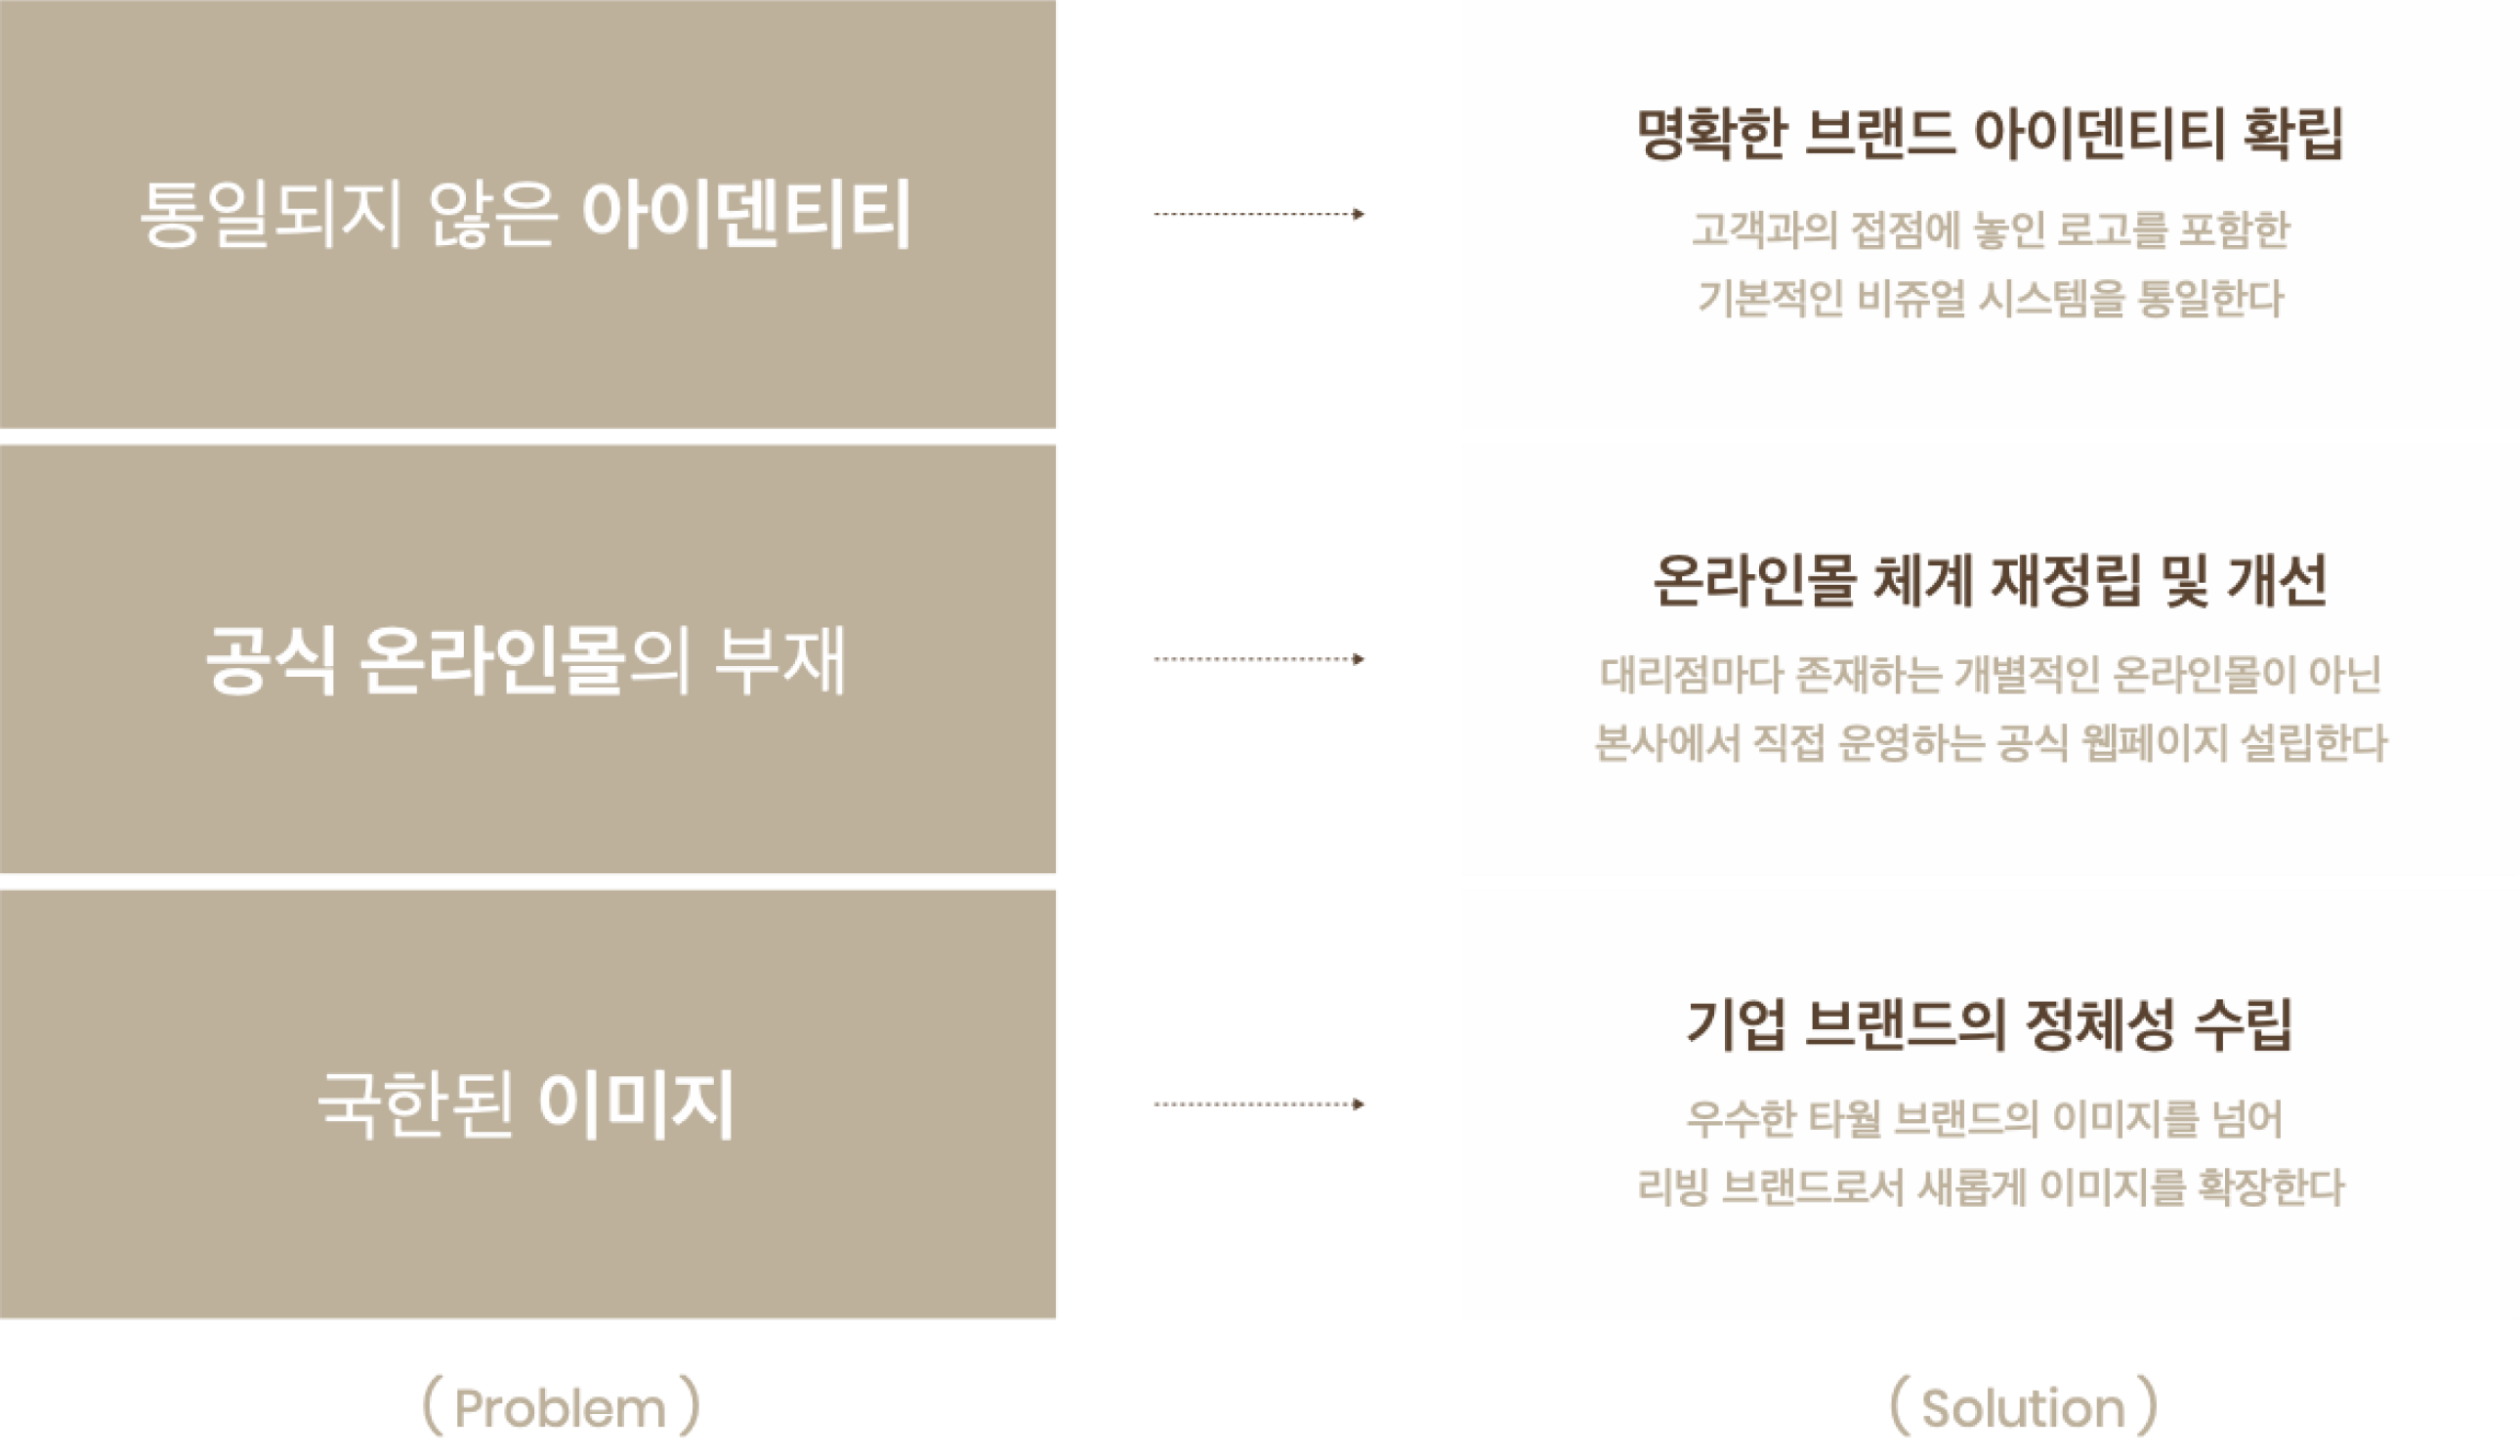 통일되지 않은 아이덴티티
명확한 브랜드 아이덴티티 확립
고객과의 접점에 놓인 로고를 포함한
기본적인 비쥬얼 시스템을 통일한다
공식 온라인몰의 부재
온라인몰 체계 재정립 및 개선
대리점마다 존재하는 개별적인 온라인몰이 아닌
본사에서 직접 운영하는 공식 웹페이지 설립한다
국한된 이미지
기업 브랜드의 정체성 수립
우수한 타월 브랜드의 이미지를 넘어
리빙 브랜드로서 새롭게 이미지를 확장한다
( Problem )
( Solution )